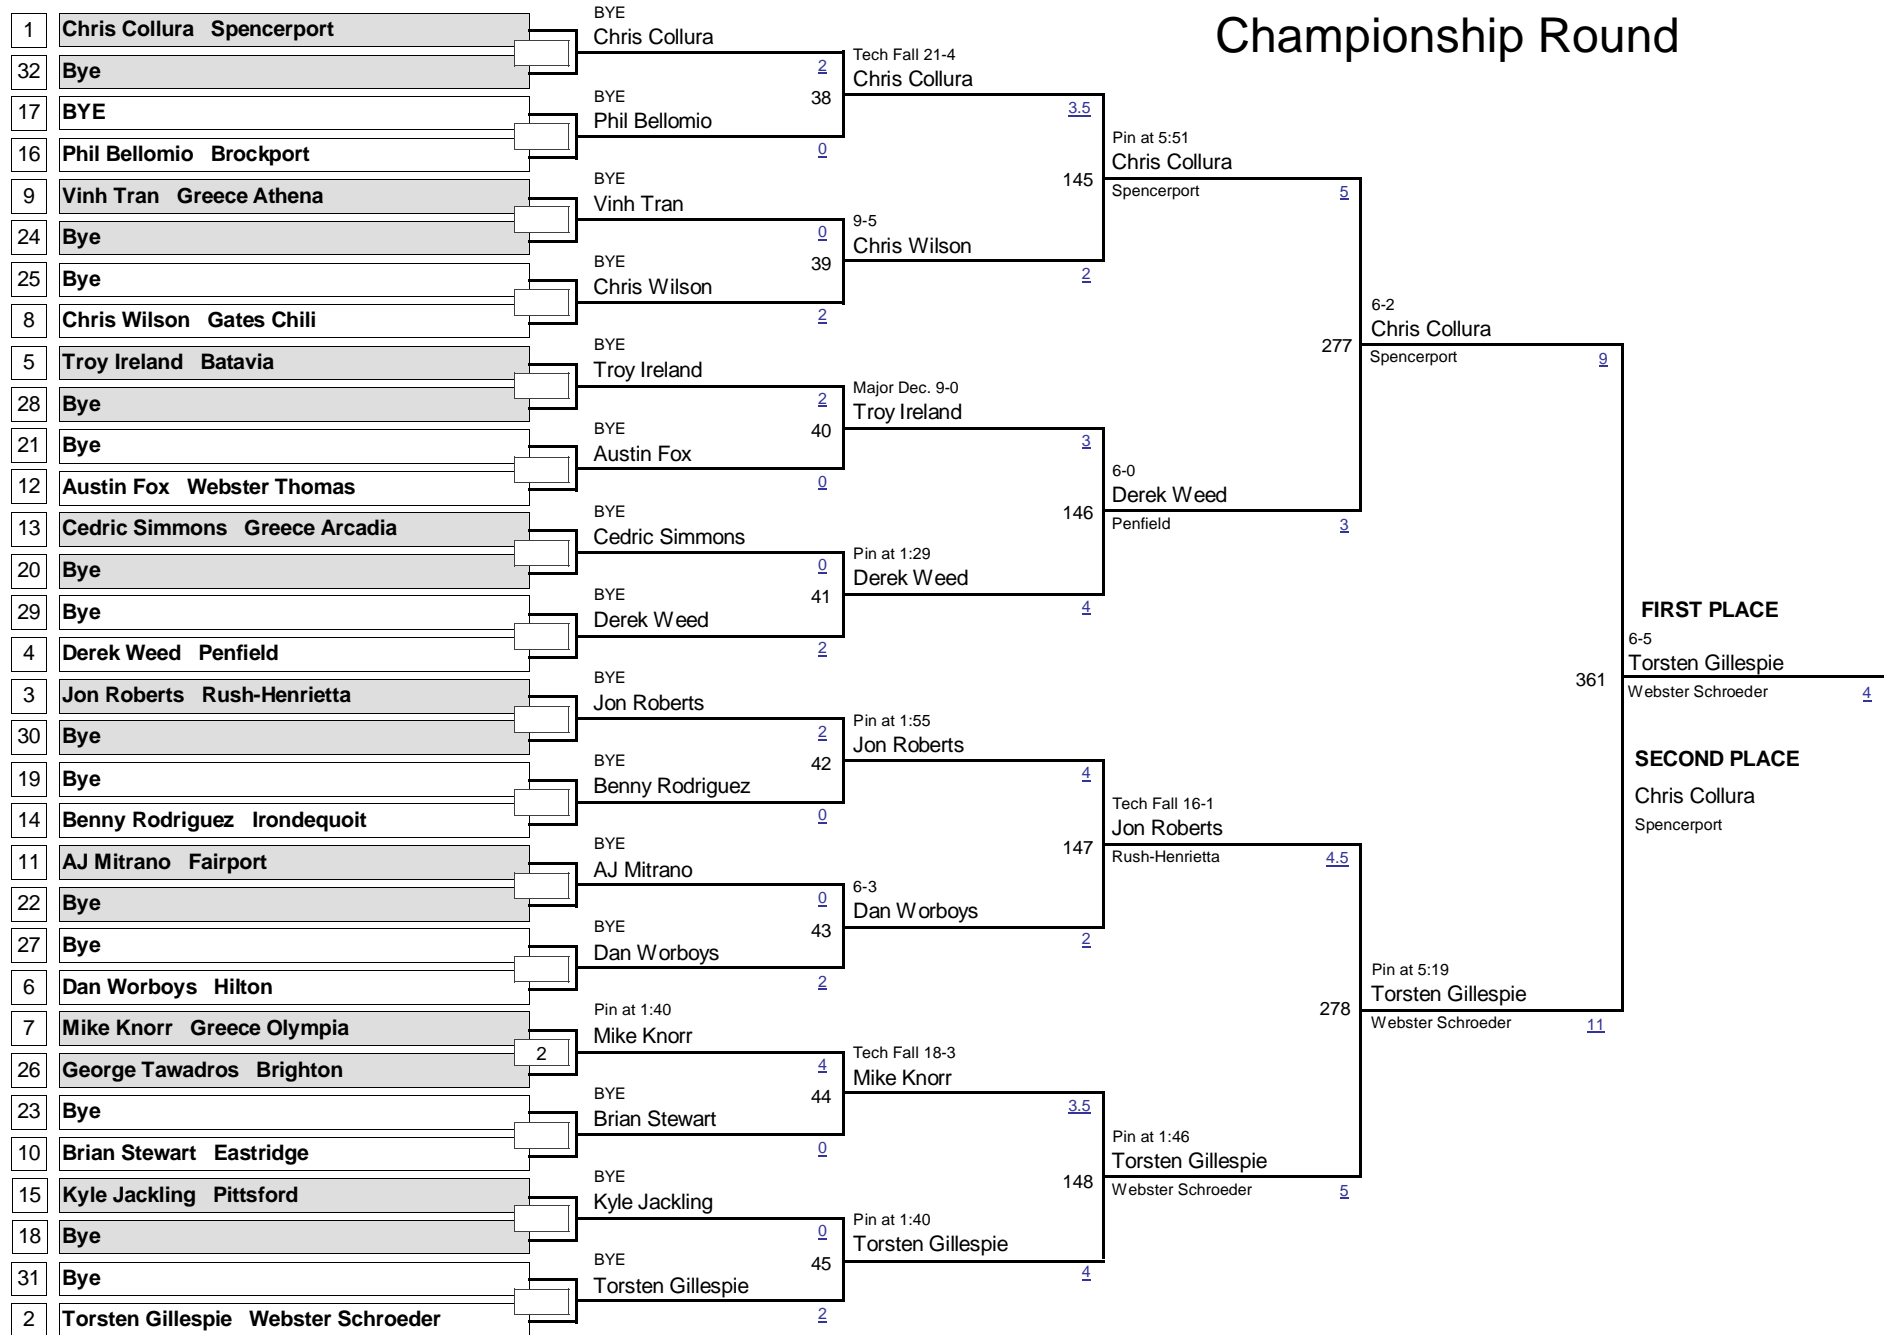 Championship Round
1 Chris Collura Spencerport
32 Bye
17 BYE
16 Phil Bellomio Brockport
9 Vinh Tran Greece Athena
24 Bye
25 Bye
8 Chris Wilson Gates Chili
5 Troy Ireland Batavia
28 Bye
21 Bye
12 Austin Fox Webster Thomas
13 Cedric Simmons Greece Arcadia
20 Bye
29 Bye
4 Derek Weed Penfield
3 Jon Roberts Rush-Henrietta
30 Bye
19 Bye
14 Benny Rodriguez Irondequoit
11 AJ Mitrano Fairport
22 Bye
27 Bye
6 Dan Worboys Hilton
7 Mike Knorr Greece Olympia
2
26 George Tawadros Brighton
23 Bye
10 Brian Stewart Eastridge
15 Kyle Jackling Pittsford
18 Bye
31 Bye
2 Torsten Gillespie Webster Schroeder
BYE
Chris Collura
2
BYE 38
Phil Bellomio
0
BYE
Vinh Tran
0
BYE 39
Chris Wilson
2
BYE
Troy Ireland
2
BYE 40
Austin Fox
0
BYE
Cedric Simmons
0
BYE 41
Derek Weed
2
BYE
Jon Roberts
2
BYE 42
Benny Rodriguez
0
BYE
AJ Mitrano
0
BYE 43
Dan Worboys
2
Pin at 1:40
Mike Knorr
4
BYE 44
Brian Stewart
0
BYE
Kyle Jackling
0
BYE 45
Torsten Gillespie
2
Tech Fall 21-4
Chris Collura
3.5
145
9-5
Chris Wilson
2
Major Dec. 9-0
Troy Ireland
3
146
Pin at 1:29
Derek Weed
4
Pin at 1:55
Jon Roberts
4
147
6-3
Dan Worboys
2
Tech Fall 18-3
Mike Knorr
3.5
148
Pin at 1:40
Torsten Gillespie
4
Pin at 5:51
Chris Collura
Spencerport 5
277
6-0
Derek Weed
Penfield 3
Tech Fall 16-1
Jon Roberts
Rush-Henrietta 4.5
278
Pin at 1:46
Torsten Gillespie
Webster Schroeder 5
6-2
Chris Collura
Spencerport 9
361
Pin at 5:19
Torsten Gillespie
Webster Schroeder 11
FIRST PLACE
6-5
Torsten Gillespie
Webster Schroeder 4
SECOND PLACE
Chris Collura
Spencerport